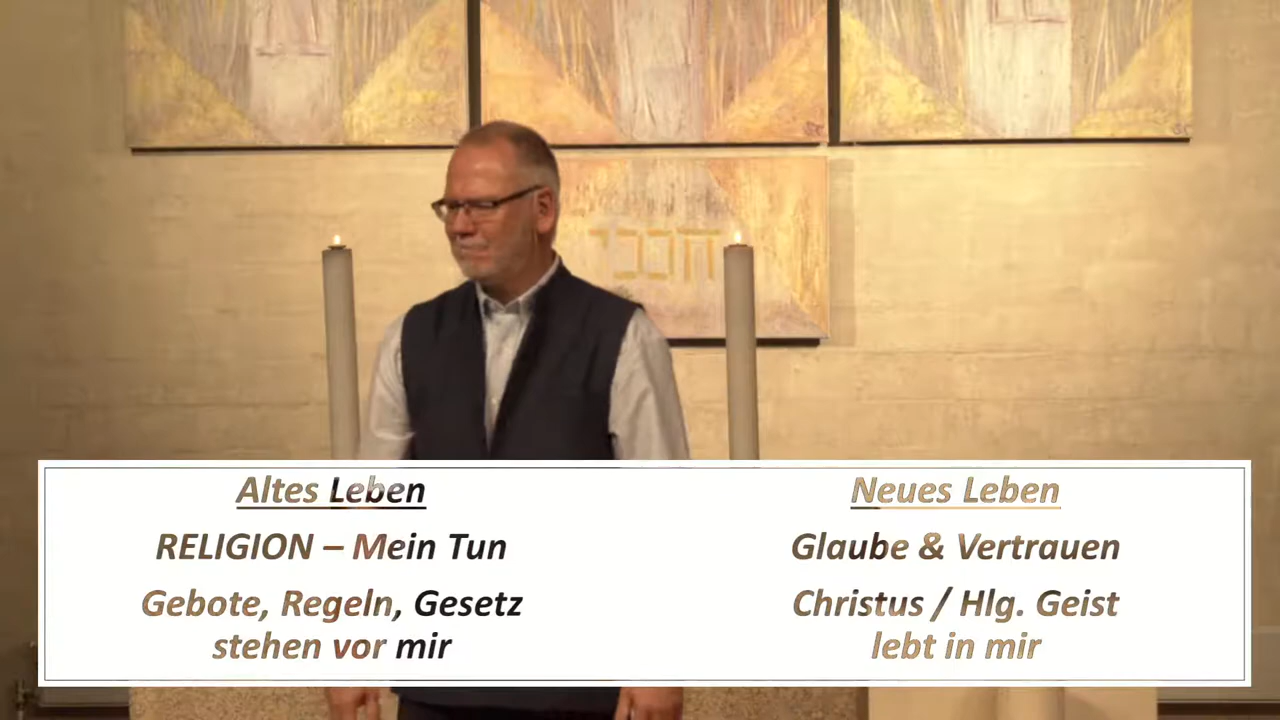 Altes Leben
RELIGION – Mein Tun
Gebote, Regeln, Gesetz
stehen vor mir
Neues Leben
Glaube & Vertrauen
Christus / Hlg. Geist
lebt in mir